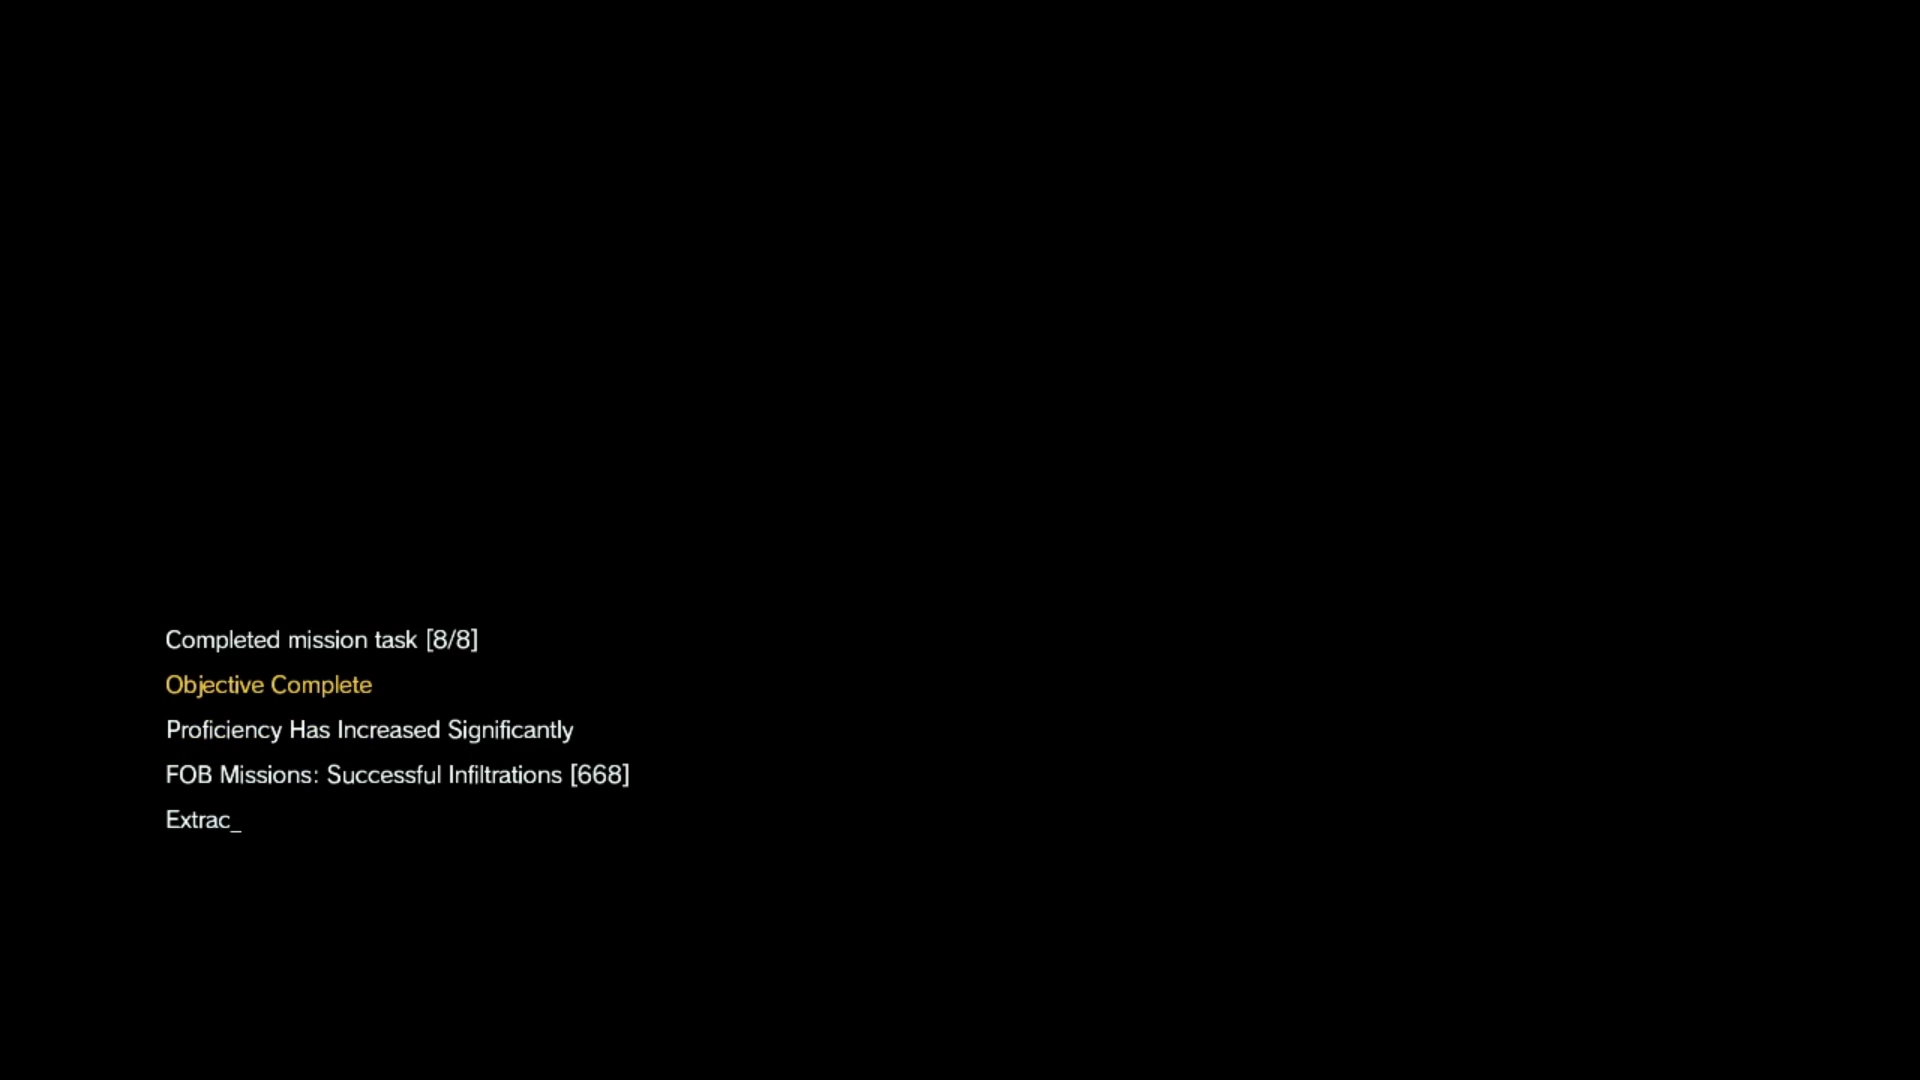 Completed mission task [8/8]
Objective Complete
Proficiency Has Increased Significantly
FOB Missions: Successful Infiltrations [668]
Extrac_